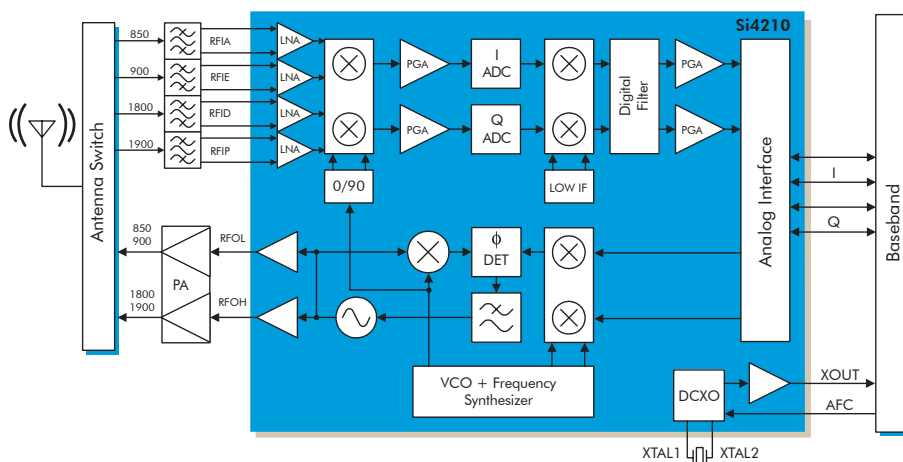 Si4210
850
RFIA
LNA
900
RFIE
LNA
1800
RFID
LNA
1900
RFIP
LNA
PGA
I
ADC
PGA
Q
ADC
Digital
Filter
PGA
PGA
0/90
LOW IF
Antenna Switch
Analog Interface
Baseband
I
Q
850
900
RFOL
PA
1800
1900
RFOH
ϕ
DET
VCO + Frequency
Synthesizer
DCXO
XOUT
AFC
XTAL1
XTAL2